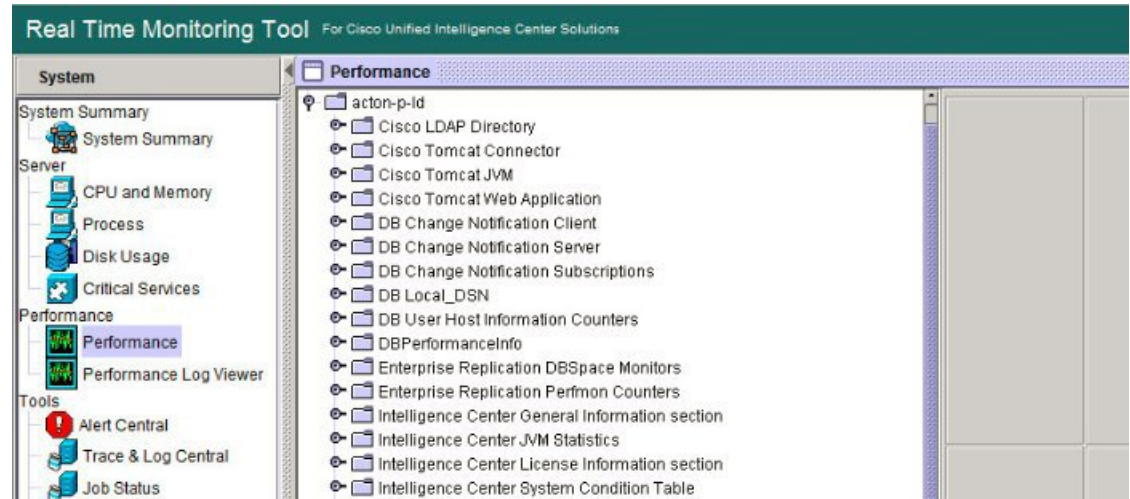 Real Time Monitoring Tool For Cisco Unified Intelligence Center Solutions
System
System Summary
System Summary
Server
CPU and Memory
Process
Disk Usage
Critical Services
Performance
Performance
Performance Log Viewer
Tools
Alert Central
Trace & Log Central
Job Status
Performance
acton-p-ld
Cisco LDAP Directory
Cisco Tomcat Connector
Cisco Tomcat JVM
Cisco Tomcat Web Application
DB Change Notification Client
DB Change Notification Server
DB Change Notification Subscriptions
DB Local_DSN
DB User Host Information Counters
DBPerformanceInfo
Enterprise Replication DBSpace Monitors
Enterprise Replication Perfmon Counters
Intelligence Center General Information section
Intelligence Center JVM Statistics
Intelligence Center License Information section
Intelligence Center System Condition Table